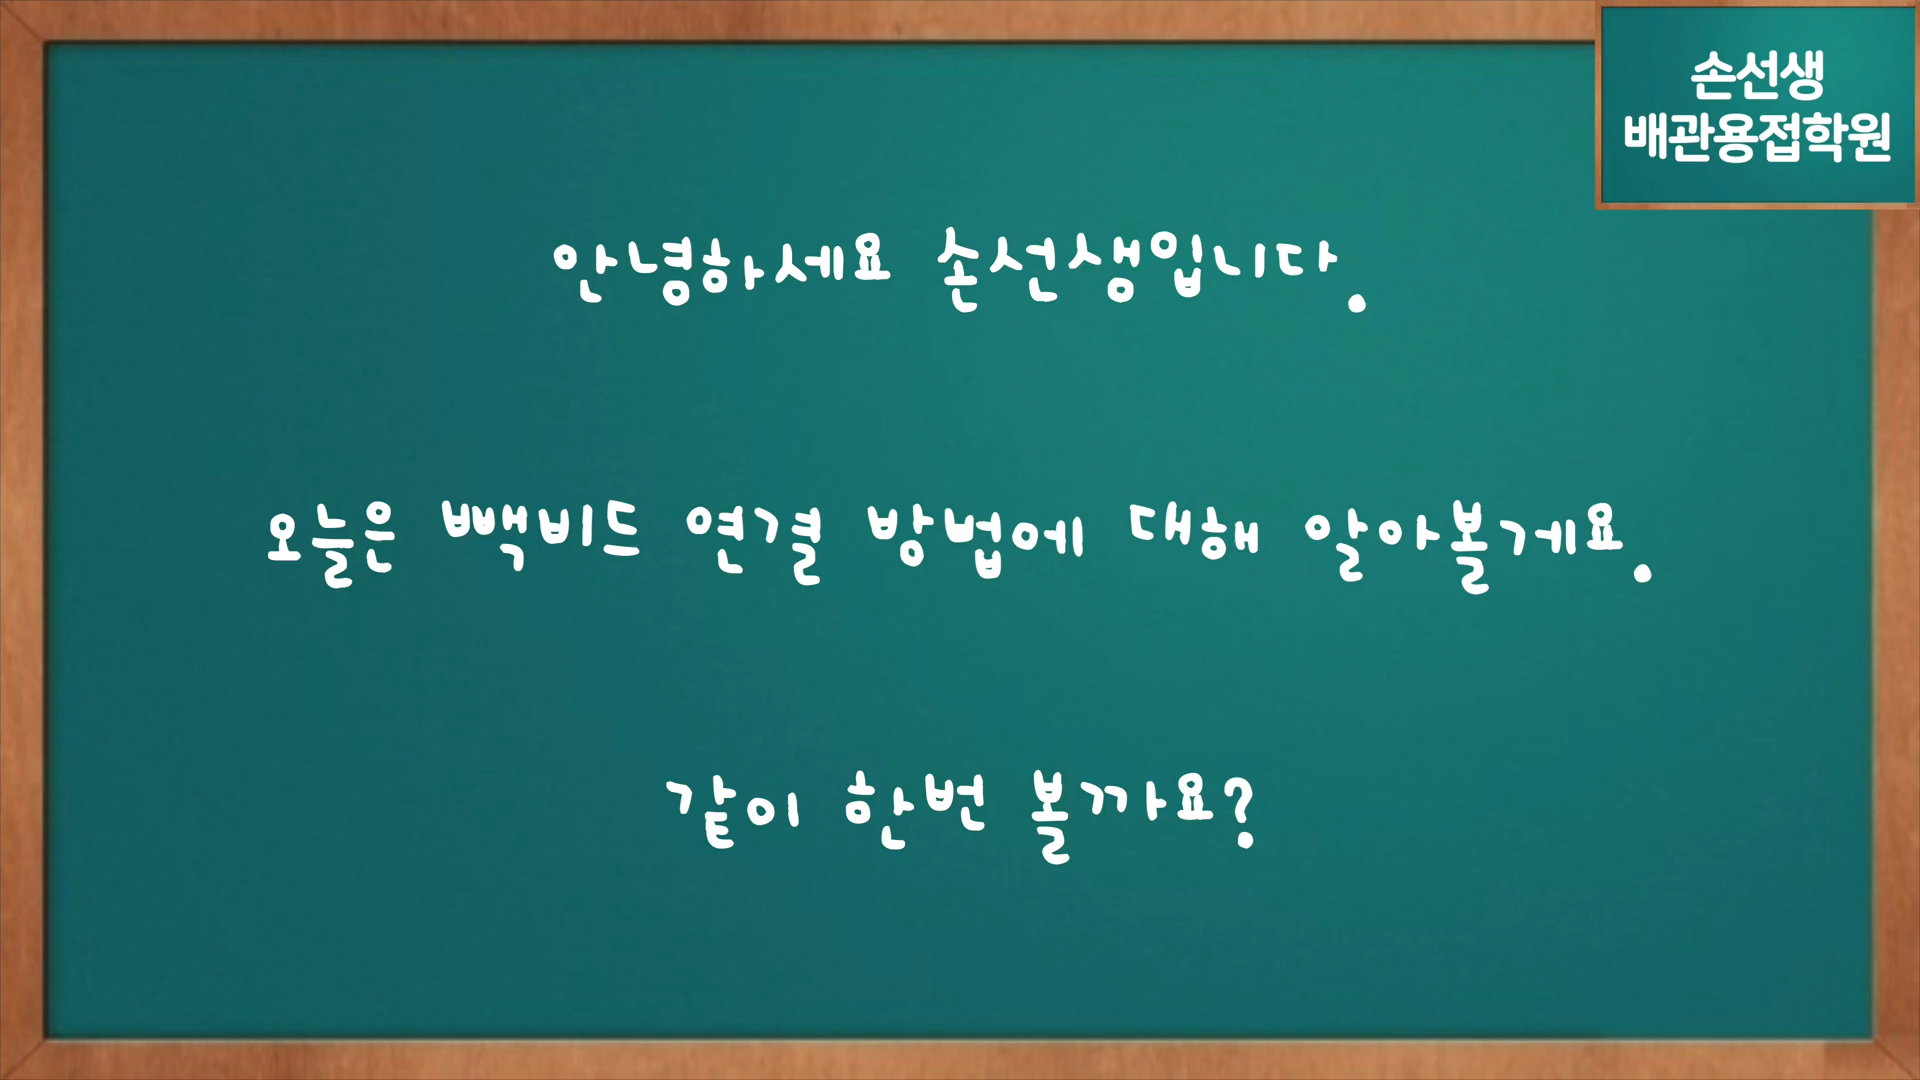 손선생
배관용접학원
안녕하세요 손선생입니다.
오늘은 빽비드 연결 방법에 대해 알아볼게요.
같이 한번 볼까요?